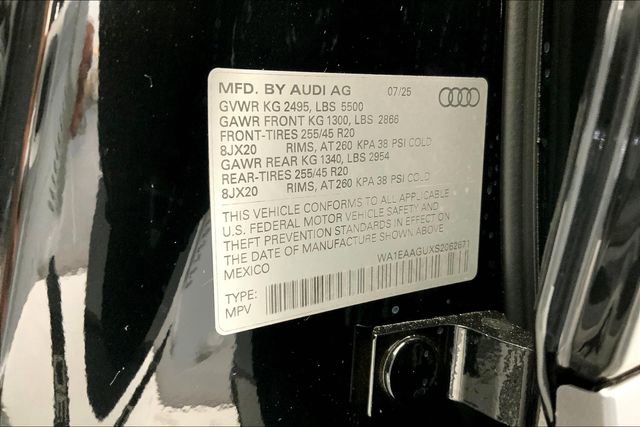 MFD. BY AUDI AG 07/25
GVWR KG 2495, LBS 5500
GAWR FRONT KG 1300, LBS 2866
FRONT-TIRES 255/45 R20
8JX20 RIMS, AT 260 KPA 38 PSI COLD
GAWR REAR KG 1340, LBS 2954
REAR-TIRES 255/45 R20
8JX20 RIMS, AT 260 KPA 38 PSI COLD
THIS VEHICLE CONFORMS TO ALL APPLICABLE
U.S. FEDERAL MOTOR VEHICLE SAFETY AND
THEFT PREVENTION STANDARDS IN EFFECT ON
THE DATE OF MANUFACTURE SHOWN ABOVE
MEXICO
WA1EAAGUXS2062671
TYPE:
MPV